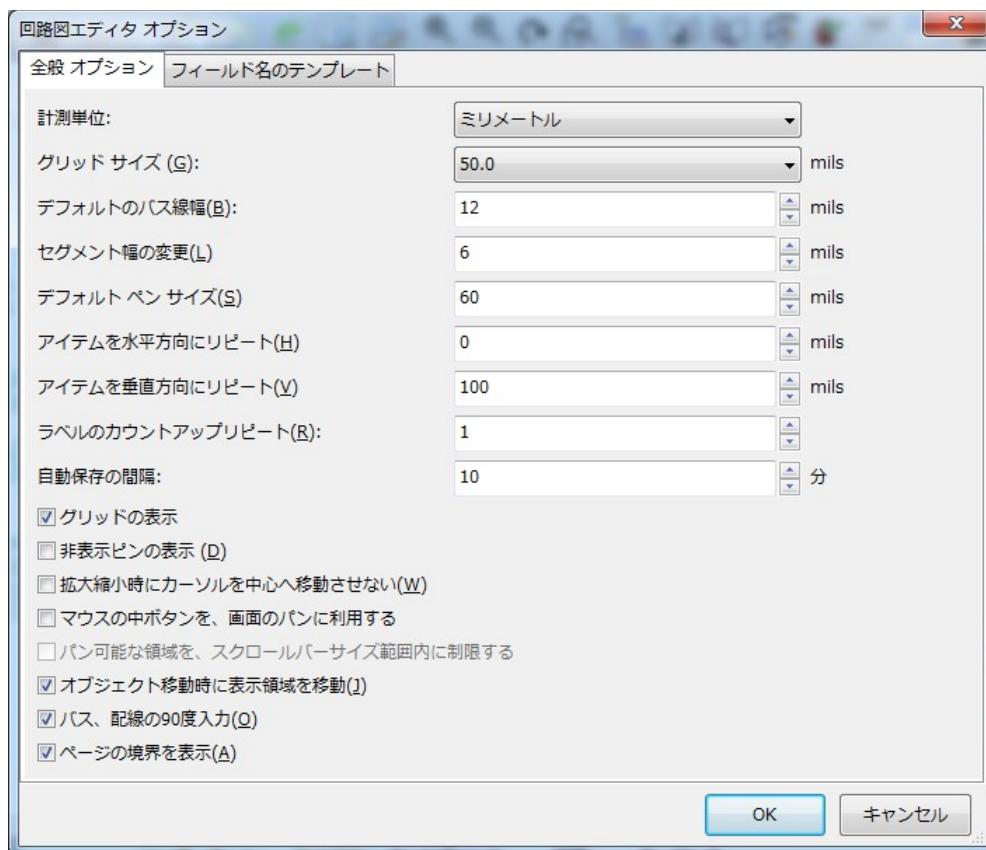 回路図エディタ オプション
全般 オプション フィールド名のテンプレート
計測単位: ミリメートル
グリッド サイズ (G): 50.0 mils
デフォルトのバス線幅(B): 12 mils
セグメント幅の変更(L) 6 mils
デフォルト ペン サイズ(S) 60 mils
アイテムを水平方向にリピート(H) 0 mils
アイテムを垂直方向にリピート(V) 100 mils
ラベルのカウントアップリピート(R): 1
自動保存の間隔: 10 分
グリッドの表示
非表示ピンの表示 (D)
拡大縮小時にカーソルを中心へ移動させない(W)
マウスの中ボタンを、画面のパンに利用する
パン可能な領域を、スクロールバーサイズ範囲内に制限する
オブジェクト移動時に表示領域を移動(J)
バス、配線の90度入力(O)
ページの境界を表示(A)
OK キャンセル